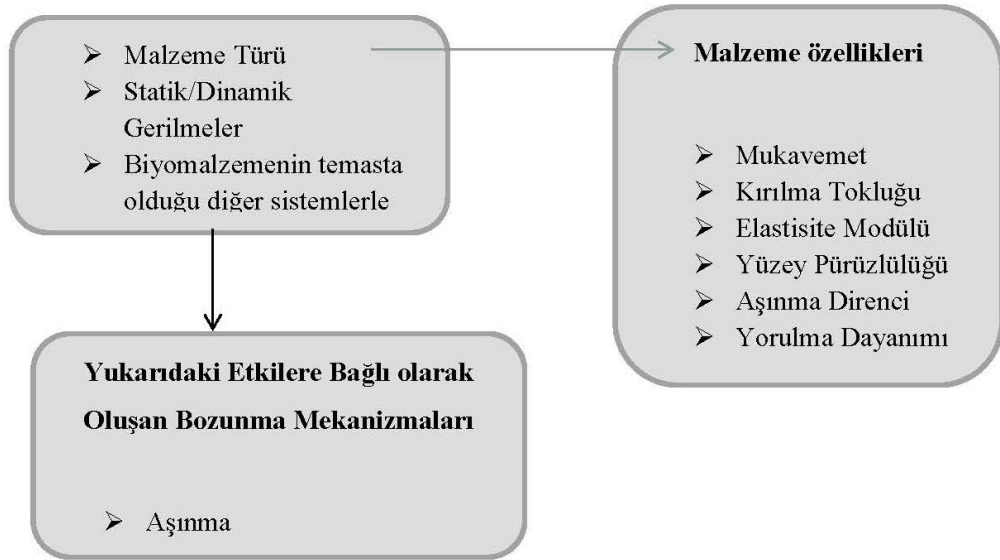 ➢ Malzeme Türü
➢ Statik/Dinamik
Gerilmeler
➢ Biyomalzemenin temasta
olduğu diğer sistemlerle
Malzeme özellikleri
➢ Mukavemet
➢ Kırılma Tokluğu
➢ Elastisite Modülü
➢ Yüzey Pürüzlülüğü
➢ Aşınma Direnci
➢ Yorulma Dayanımı
Yukarıdaki Etkilere Bağlı olarak
Oluşan Bozunma Mekanizmaları
➢ Aşınma